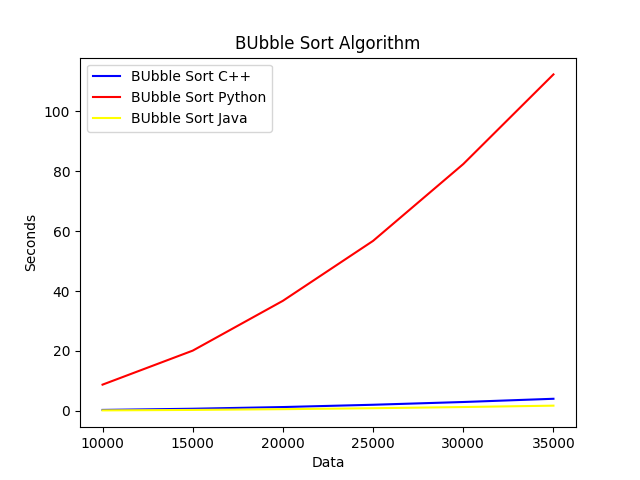 BUbble Sort Algorithm
BUbble Sort C++
BUbble Sort Python
BUbble Sort Java
100
80
60
40
20
0
Seconds
10000 15000 20000 25000 30000 35000
Data